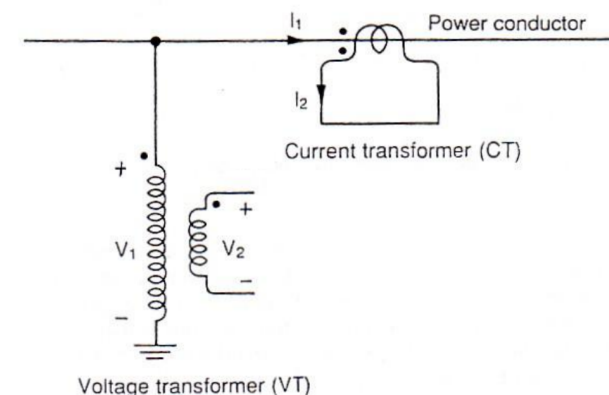 I1
Power conductor
I2
Current transformer (CT)
+
V1
−
+
V2
−
Voltage transformer (VT)